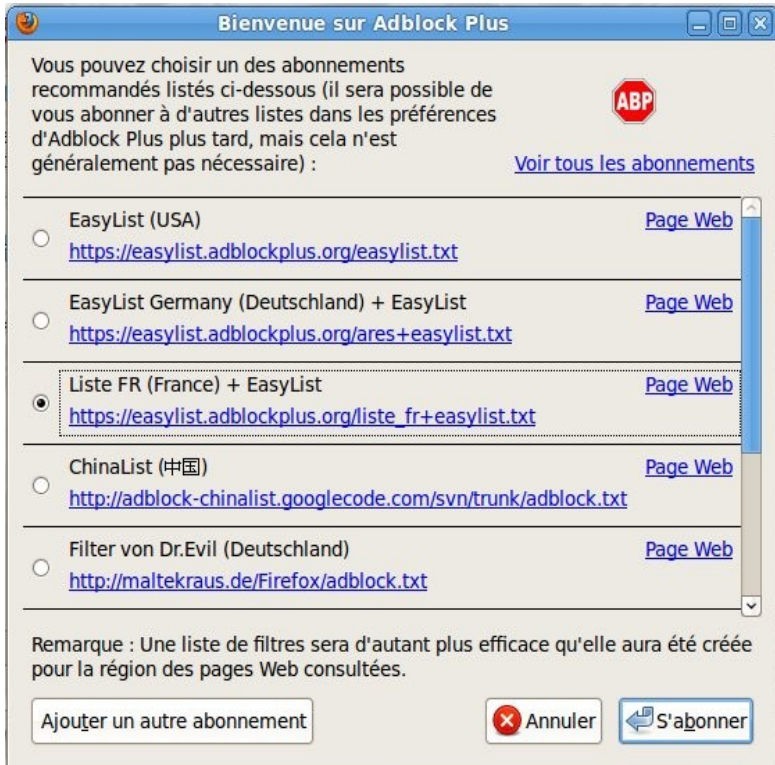 Bienvenue sur Adblock Plus
Vous pouvez choisir un des abonnements
recommandés listés ci-dessous (il sera possible de
vous abonner à d'autres listes dans les préférences
d'Adblock Plus plus tard, mais cela n'est
généralement pas nécessaire) :
ABP
Voir tous les abonnements
EasyList (USA)
Page Web
https://easylist.adblockplus.org/easylist.txt
EasyList Germany (Deutschland) + EasyList
Page Web
https://easylist.adblockplus.org/ares+easylist.txt
Liste FR (France) + EasyList
Page Web
https://easylist.adblockplus.org/liste_fr+easylist.txt
ChinaList (中国)
Page Web
http://adblock-chinalist.googlecode.com/svn/trunk/adblock.txt
Filter von Dr.Evil (Deutschland)
Page Web
http://maltekraus.de/Firefox/adblock.txt
Remarque : Une liste de filtres sera d'autant plus efficace qu'elle aura été créée
pour la région des pages Web consultées.
Ajouter un autre abonnement
Annuler
S'abonner